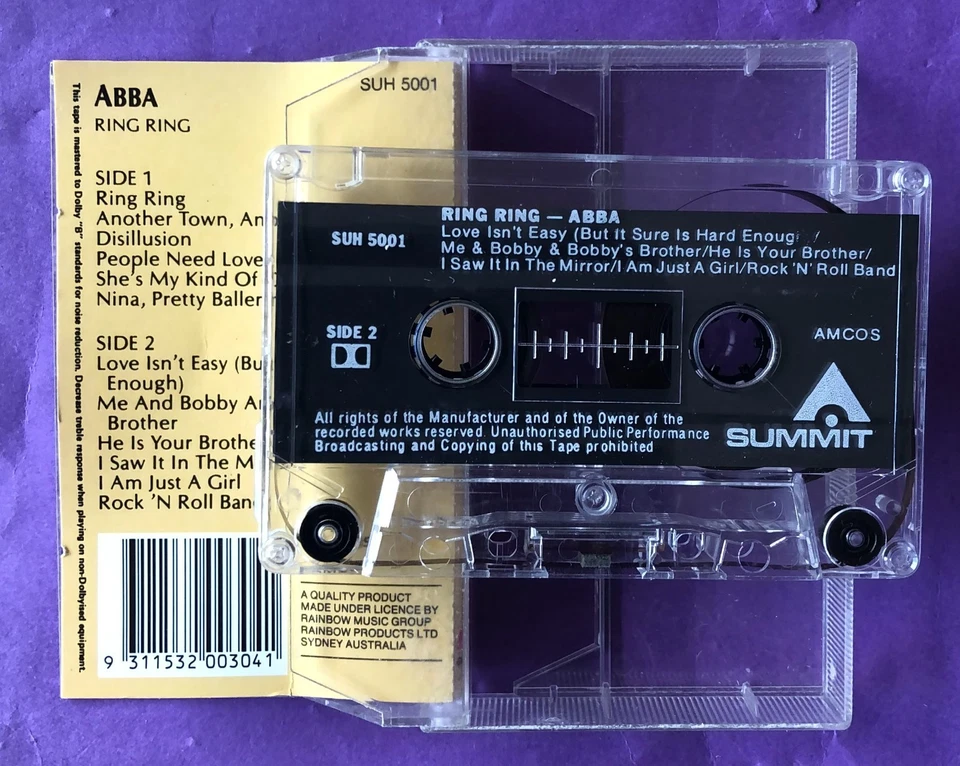 ABBA
RING RING
SUH 5001
SIDE 1
Ring Ring
Another Town,
Disillusion
People Need Love
She's My Kind Of
Nina, Pretty
SIDE 2
Love Isn't Easy
Enough)
Me And Bobby
Brother
He Is Your
I Saw It In The
I Am Just A Girl
Rock 'N Roll
This tape is mastered to Dolby "B" standards for noise reduction. Decrease treble response when playing on non-Dolbyised equipment.
9 311532 003041
A QUALITY PRODUCT
MADE UNDER LICENCE BY
RAINBOW MUSIC GROUP
RAINBOW PRODUCTS LTD
SYDNEY AUSTRALIA
RING RING — ABBA
SUH 5001
Love Isn't Easy (But It Sure Is Hard
Me & Bobby & Bobby's Brother/He Is Your Brother/
I Saw It In The Mirror/I Am Just A Girl/Rock 'N' Roll Band
SIDE 2
AMCOS
All rights of the Manufacturer and of the Owner of the
recorded works reserved. Unauthorised Public Performance
Broadcasting and Copying of this Tape prohibited
SUMMIT